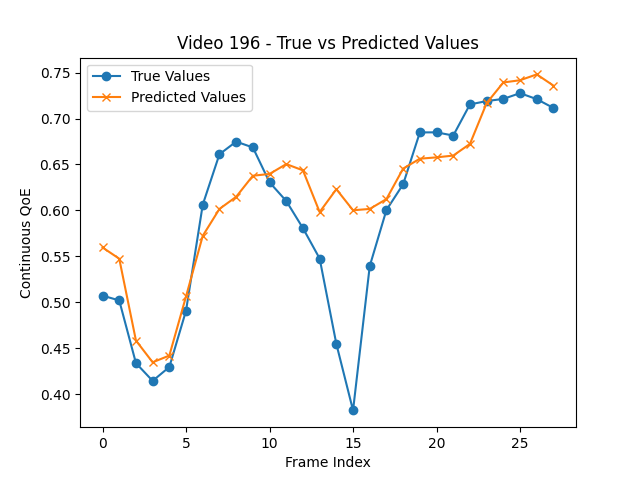 Video 196 - True vs Predicted Values
True Values
Predicted Values
0.75
0.70
0.65
0.60
0.55
0.50
0.45
0.40
Continuous QoE
0 5 10 15 20 25
Frame Index